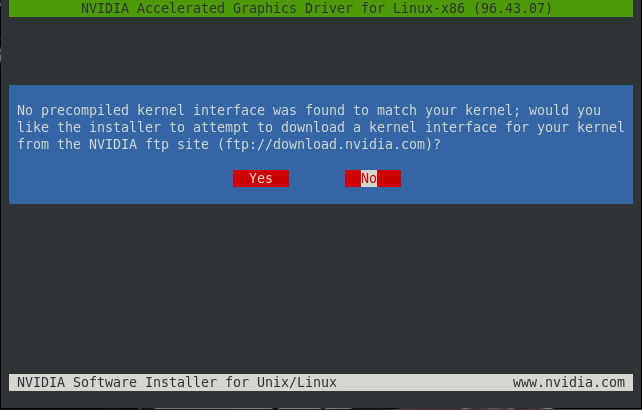 NVIDIA Accelerated Graphics Driver for Linux-x86 (96.43.07)
No precompiled kernel interface was found to match your kernel; would you
like the installer to attempt to download a kernel interface for your kernel
from the NVIDIA ftp site (ftp://download.nvidia.com)?
Yes No
NVIDIA Software Installer for Unix/Linux www.nvidia.com